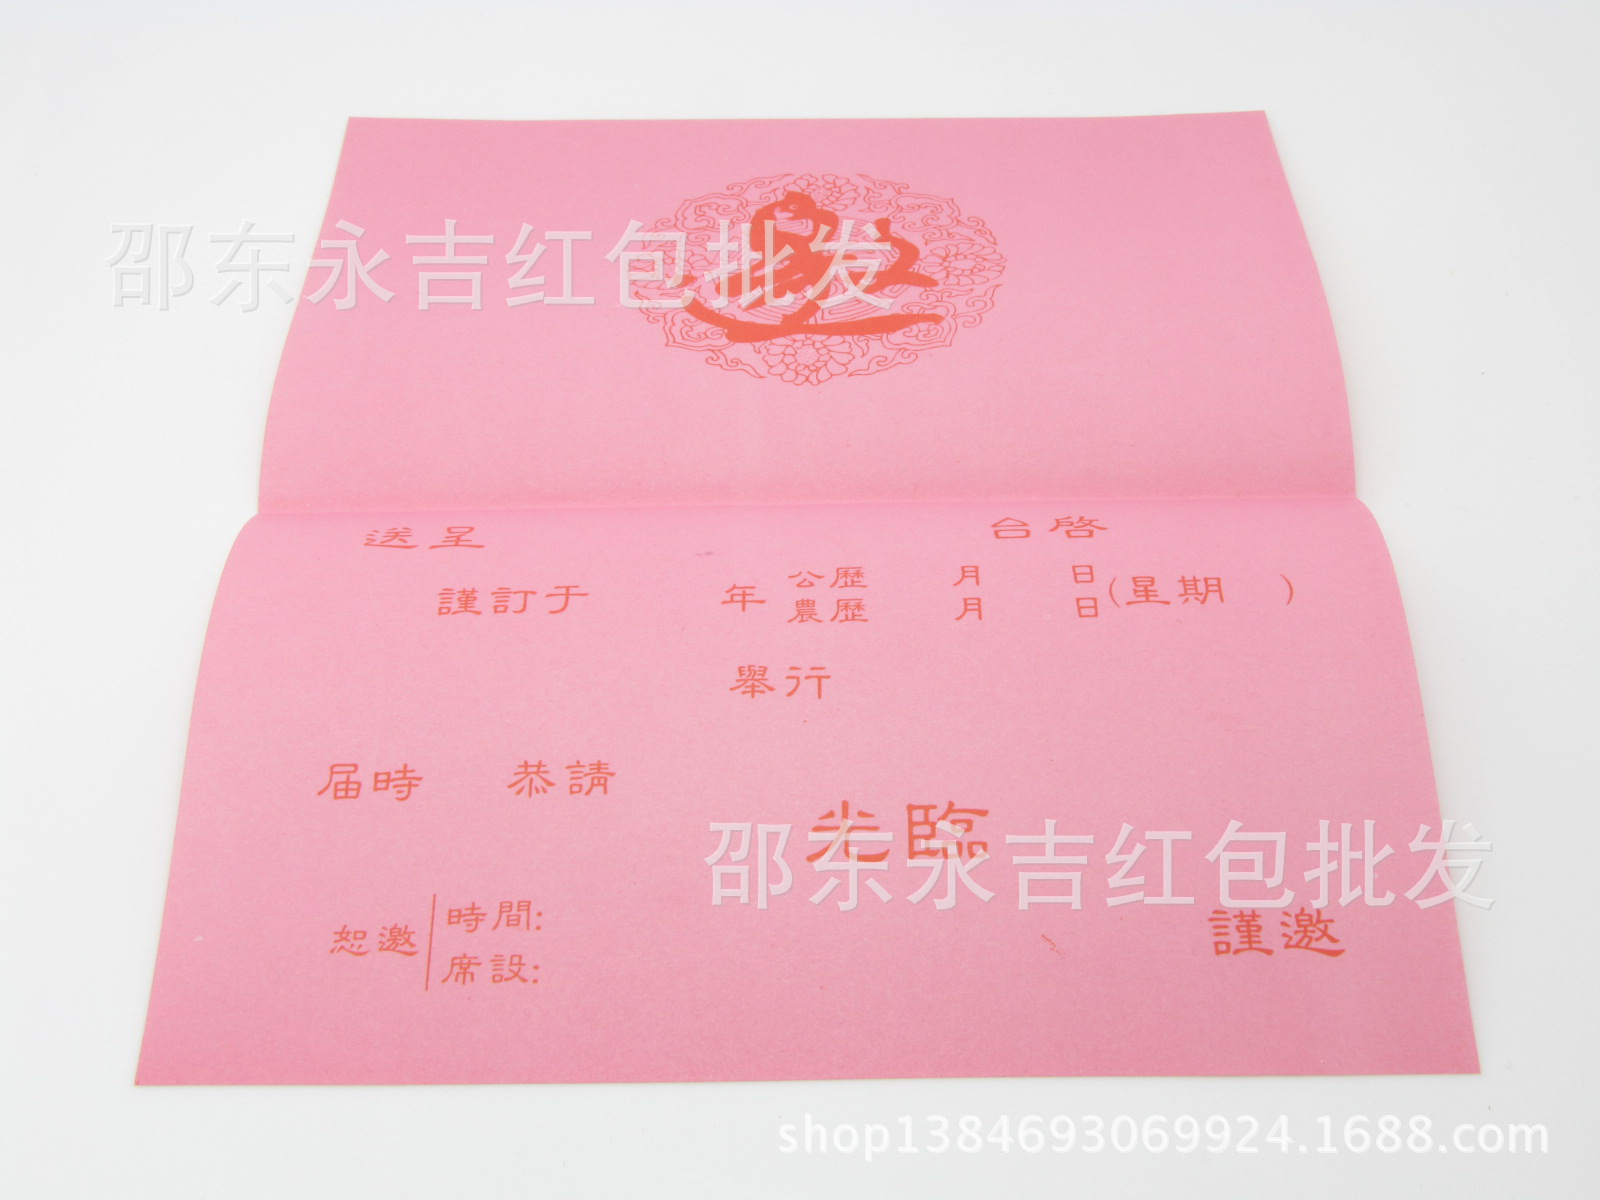 邀
邵东永吉红包批发
送呈 台啓
謹訂于 年 公歷 月 日 (星期 )
農歷 月 日
舉行
届時 恭請
光臨
邵东永吉红包批发
恕邀 時間:
席設:
謹邀
shop1384693069924.1688.com